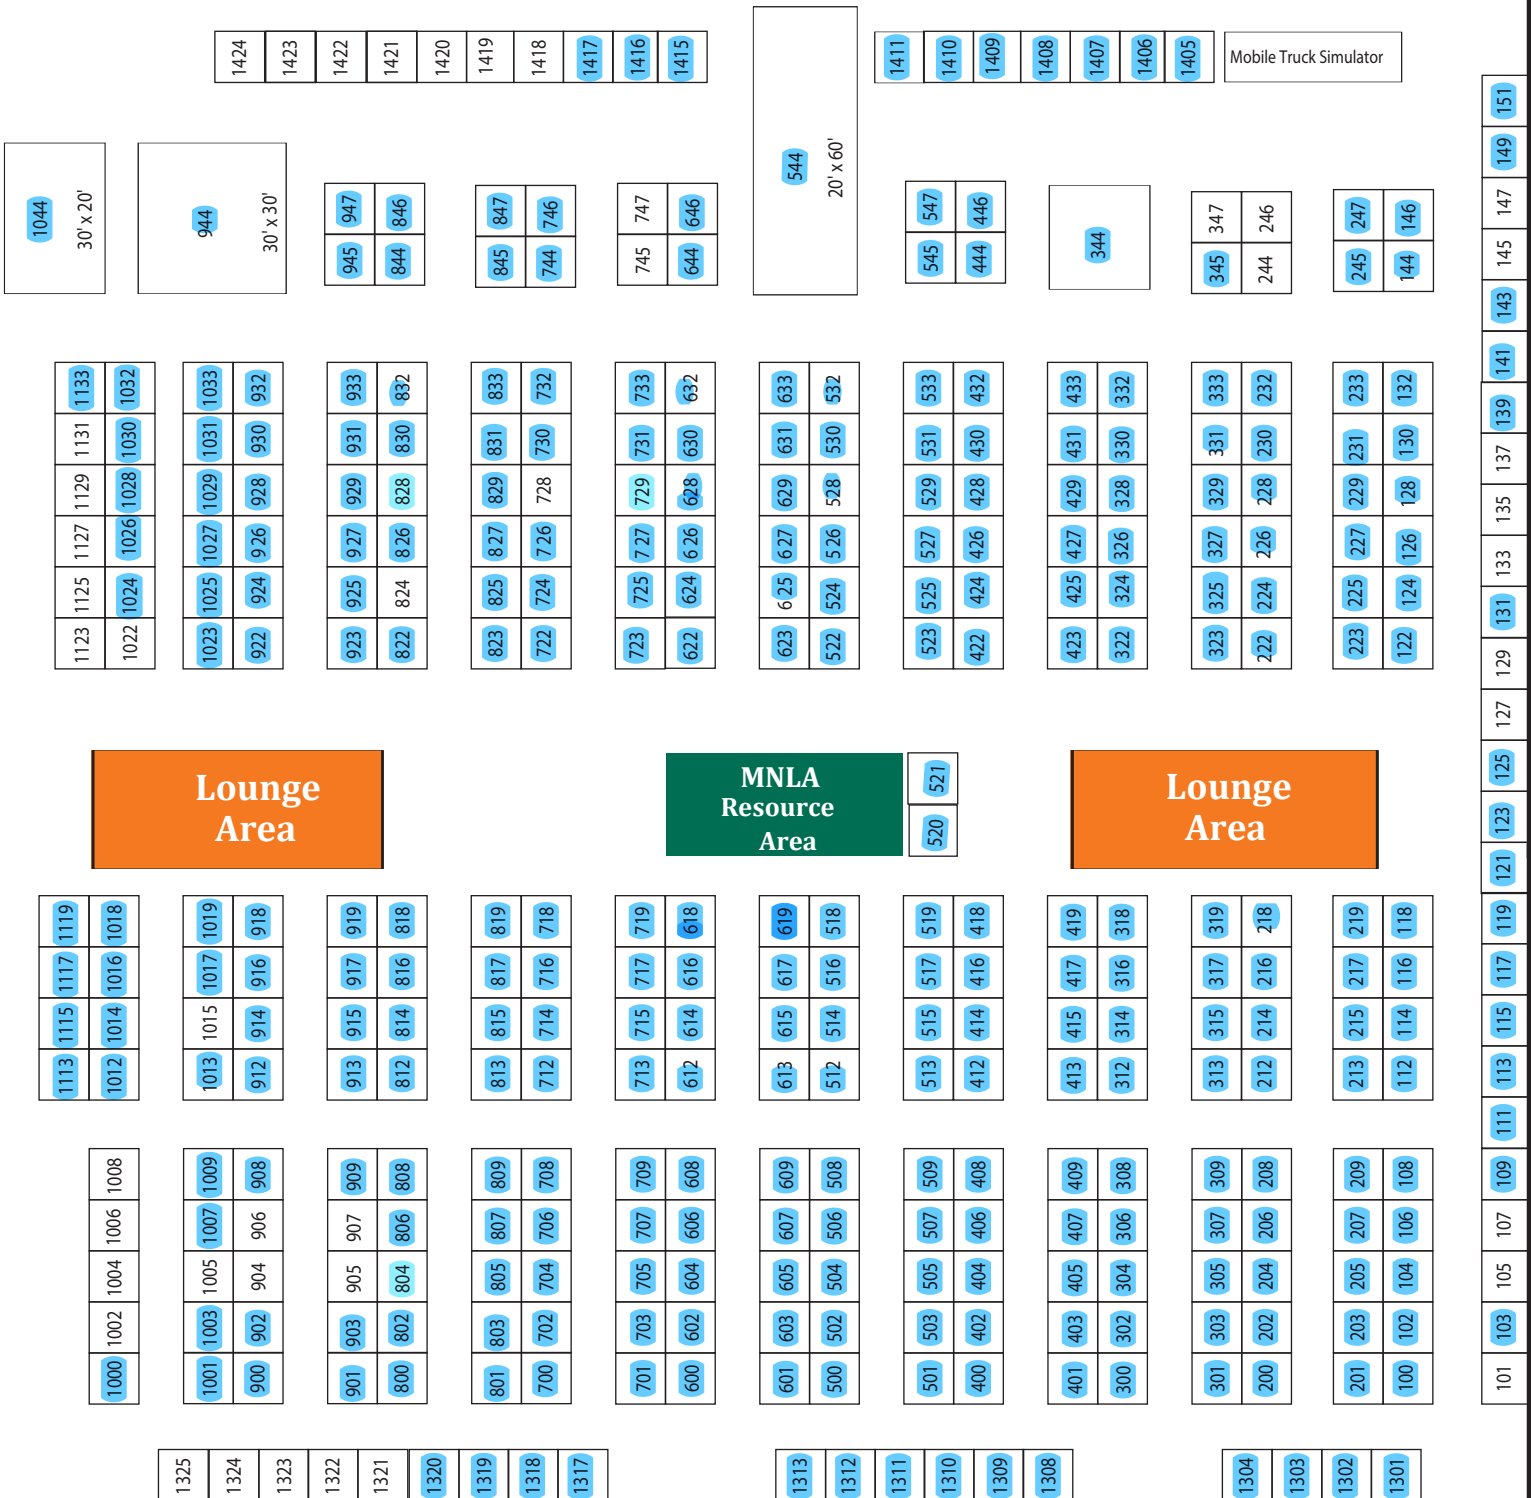 1424 1423 1422 1421 1420 1419 1418 1417 1416 1415 1411 1410 1409 1408 1407 1406 1405 Mobile Truck Simulator
151
149
147
145
143
141
139
137
135
133
131
129
127
125
123
121
119
117
115
113
111
109
107
105
103
101
1044 30' x 20' 944 30' x 30' 544 20' x 60' 344
947 846 847 746 747 646 547 446 347 246 247 146
945 844 845 744 745 644 545 444 345 244 245 144
1133 1032 1033 932 933 832 833 732 733 632 633 532 533 432 433 332 333 232 233 132
1131 1030 1031 930 931 830 831 730 731 630 631 530 531 430 431 330 331 230 231 130
1129 1028 1029 928 929 828 829 728 729 628 629 528 529 428 429 328 329 228 229 128
1127 1026 1027 926 927 826 827 726 727 626 627 526 527 426 427 326 327 226 227 126
1125 1024 1025 924 925 824 825 724 725 624 625 524 525 424 425 324 325 224 225 124
1123 1022 1023 922 923 822 823 722 723 622 623 522 523 422 423 322 323 222 223 122
Lounge
Area
MNLA
Resource
Area
521
520
Lounge
Area
1119 1018 1019 918 919 818 819 718 719 618 619 518 519 418 419 318 319 218 219 118
1117 1016 1017 916 917 816 817 716 717 616 617 516 517 416 417 316 317 216 217 116
1115 1014 1015 914 915 814 815 714 715 614 615 514 515 414 415 314 315 214 215 114
1113 1012 1013 912 913 812 813 712 713 612 613 512 513 412 413 312 313 212 213 112
1008 1009 908 909 808 809 708 709 608 609 508 509 408 409 308 309 208 209 108
1006 1007 906 907 806 807 706 707 606 607 506 507 406 407 306 307 206 207 106
1004 1005 904 905 804 805 704 705 604 605 504 505 404 405 304 305 204 205 104
1002 1003 902 903 802 803 702 703 602 603 502 503 402 403 302 303 202 203 102
1000 1001 900 901 800 801 700 701 600 601 500 501 400 401 300 301 200 201 100
1325 1324 1323 1322 1321 1320 1319 1318 1317 1313 1312 1311 1310 1309 1308 1304 1303 1302 1301